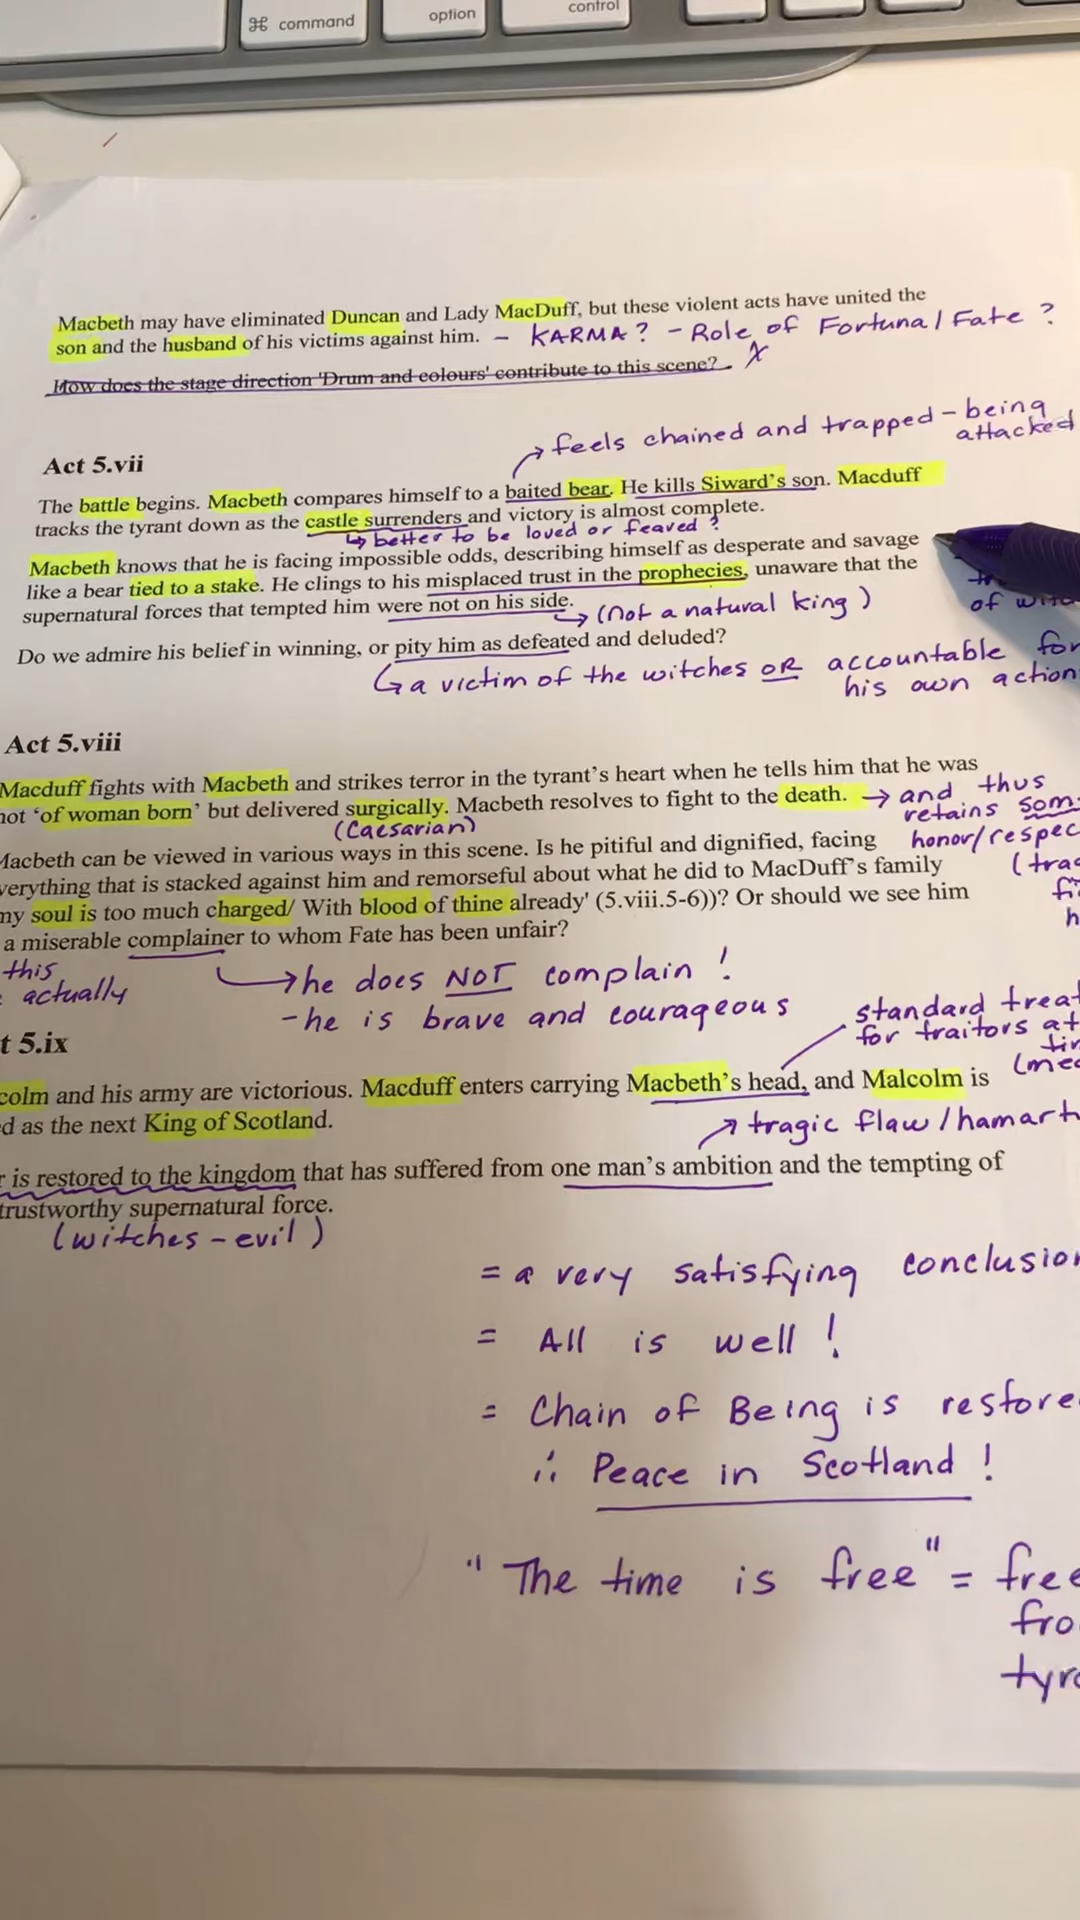 ⌘ command
option
control
Macbeth may have eliminated Duncan and Lady MacDuff, but these violent acts have united the
son and the husband of his victims against him. – KARMA? – Role of Fortuna/Fate?
How does the stage direction 'Drum and colours' contribute to this scene? X
feels chained and trapped – being
attacked
Act 5.vii
The battle begins. Macbeth compares himself to a baited bear. He kills Siward's son. Macduff
tracks the tyrant down as the castle surrenders and victory is almost complete.
better to be loved or feared?
Macbeth knows that he is facing impossible odds, describing himself as desperate and savage
like a bear tied to a stake. He clings to his misplaced trust in the prophecies, unaware that the
supernatural forces that tempted him were not on his side.
→ (not a natural king)
of
Do we admire his belief in winning, or pity him as defeated and deluded?
a victim of the witches OR accountable for
his own action
Act 5.viii
Macduff fights with Macbeth and strikes terror in the tyrant's heart when he tells him that he was
not 'of woman born' but delivered surgically. Macbeth resolves to fight to the death. → and thus
retains som
(Caesarian)
honor/respec
Macbeth can be viewed in various ways in this scene. Is he pitiful and dignified, facing
verything that is stacked against him and remorseful about what he did to MacDuff's family
(tra
my soul is too much charged/ With blood of thine already' (5.viii.5-6))? Or should we see him
fi
h
a miserable complainer to whom Fate has been unfair?
this
actually
→ he does NOT complain!
- he is brave and courageous
standard treat
for traitors at
tim
(me
t 5.ix
colm and his army are victorious. Macduff enters carrying Macbeth's head, and Malcolm is
d as the next King of Scotland.
tragic flaw/hamart
r is restored to the kingdom that has suffered from one man's ambition and the tempting of
trustworthy supernatural force.
(witches – evil)
= a very satisfying conclusion
= All is well!
= Chain of Being is restore
∴ Peace in Scotland!
"The time is free" = free
fro
tyra